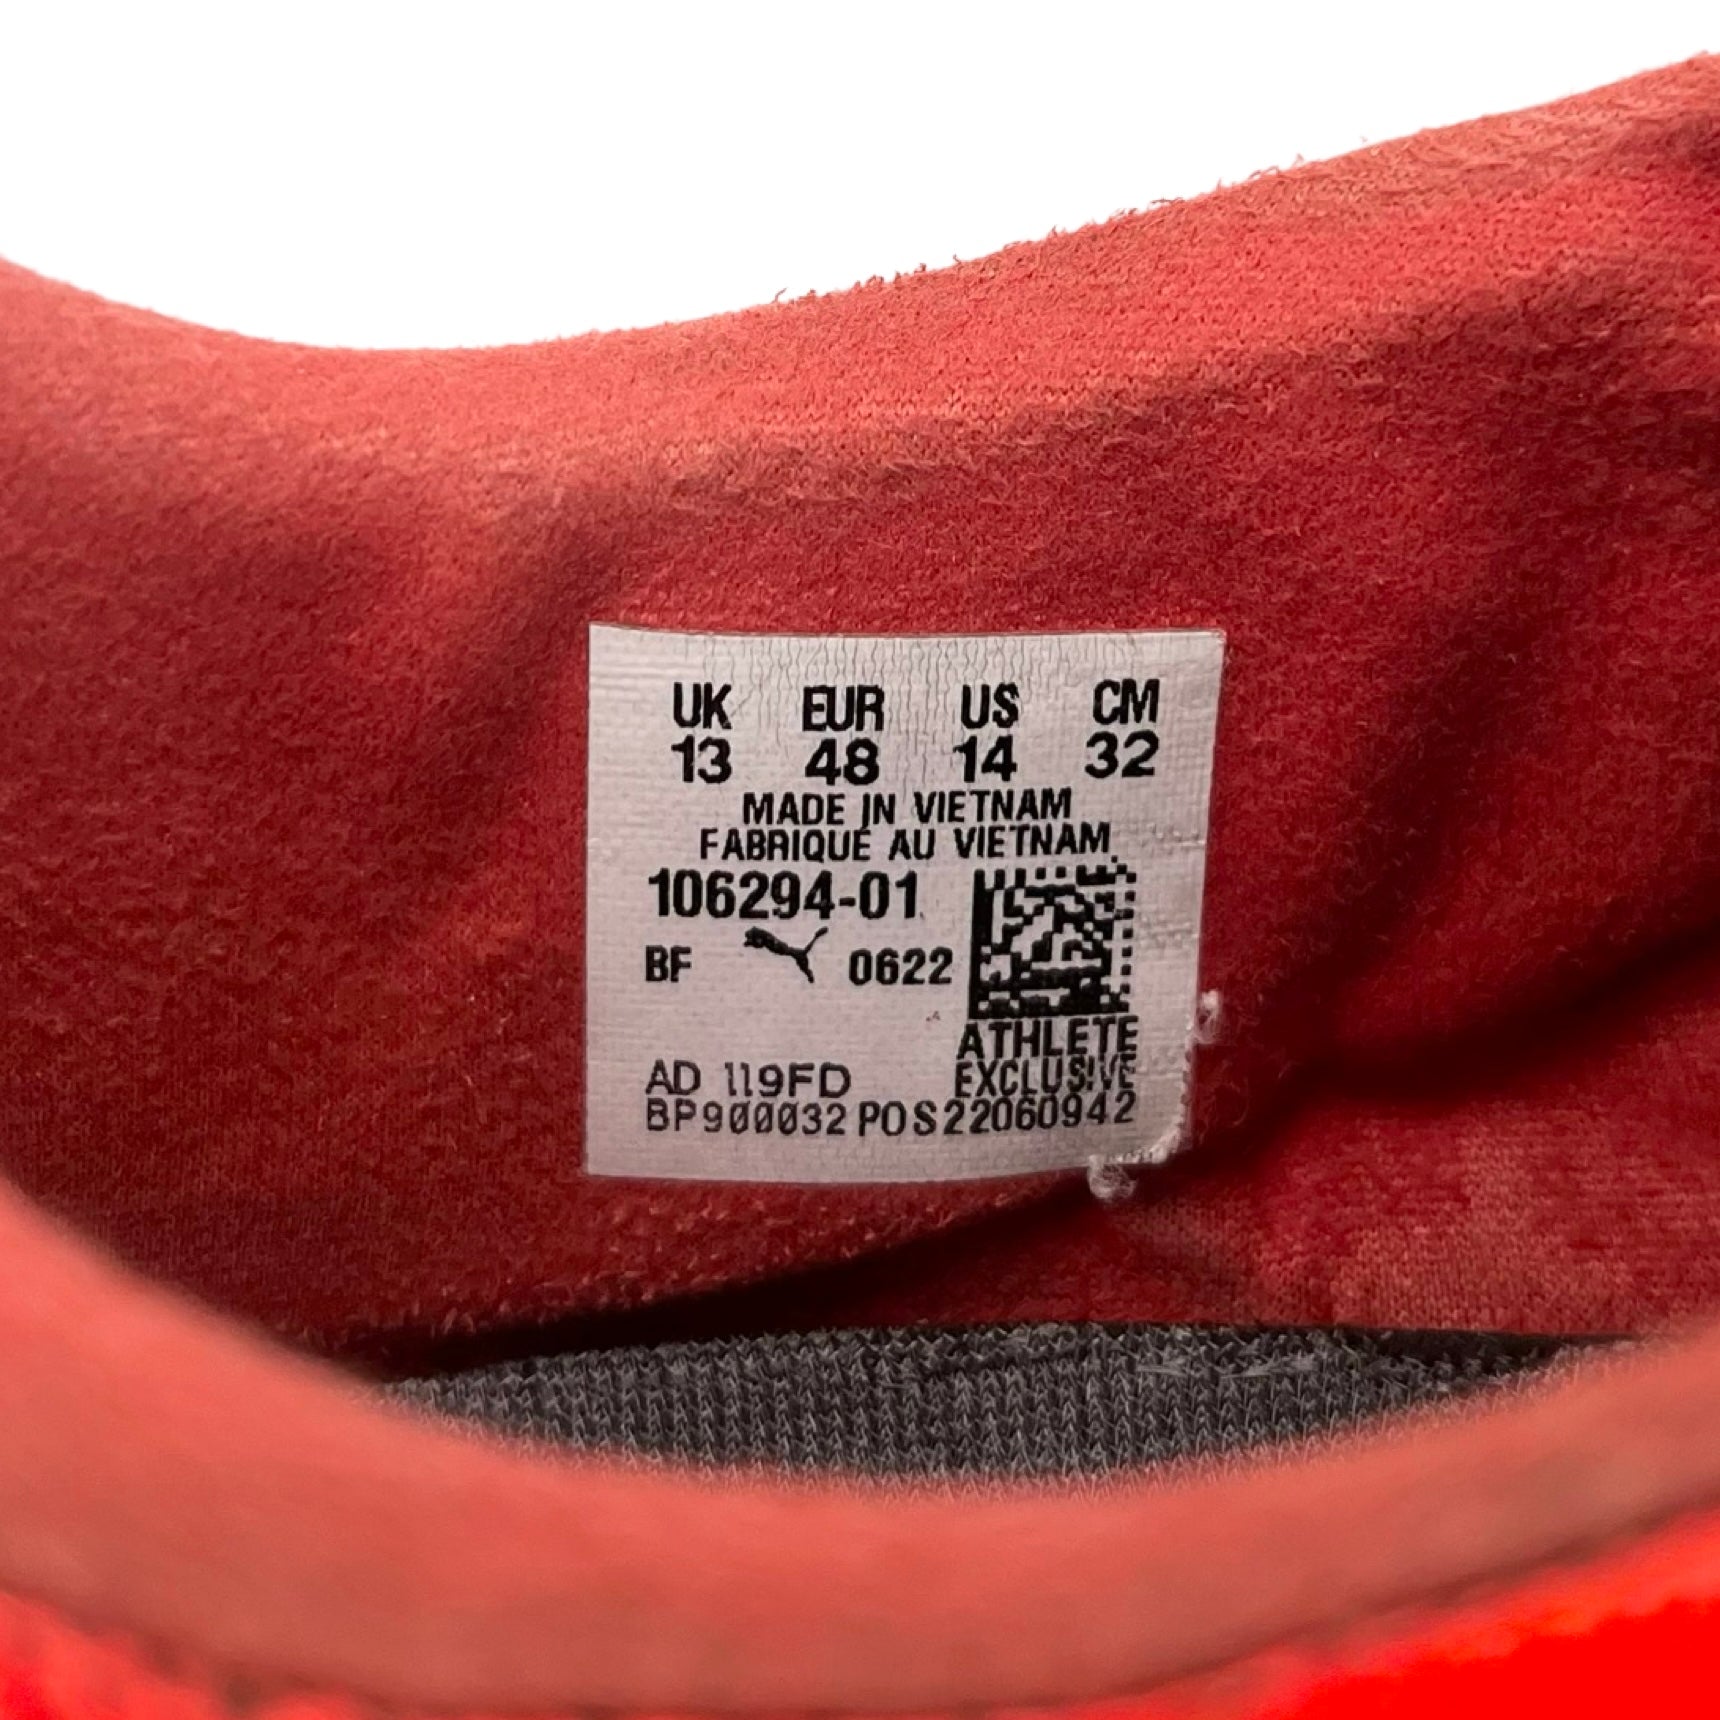 UK EUR US CM
13 48 14 32
MADE IN VIETNAM
FABRIQUE AU VIETNAM
106294-01
BF 0622
ATHLETE
EXCLUSIVE
AD 119FD
BP900032 POS22060942